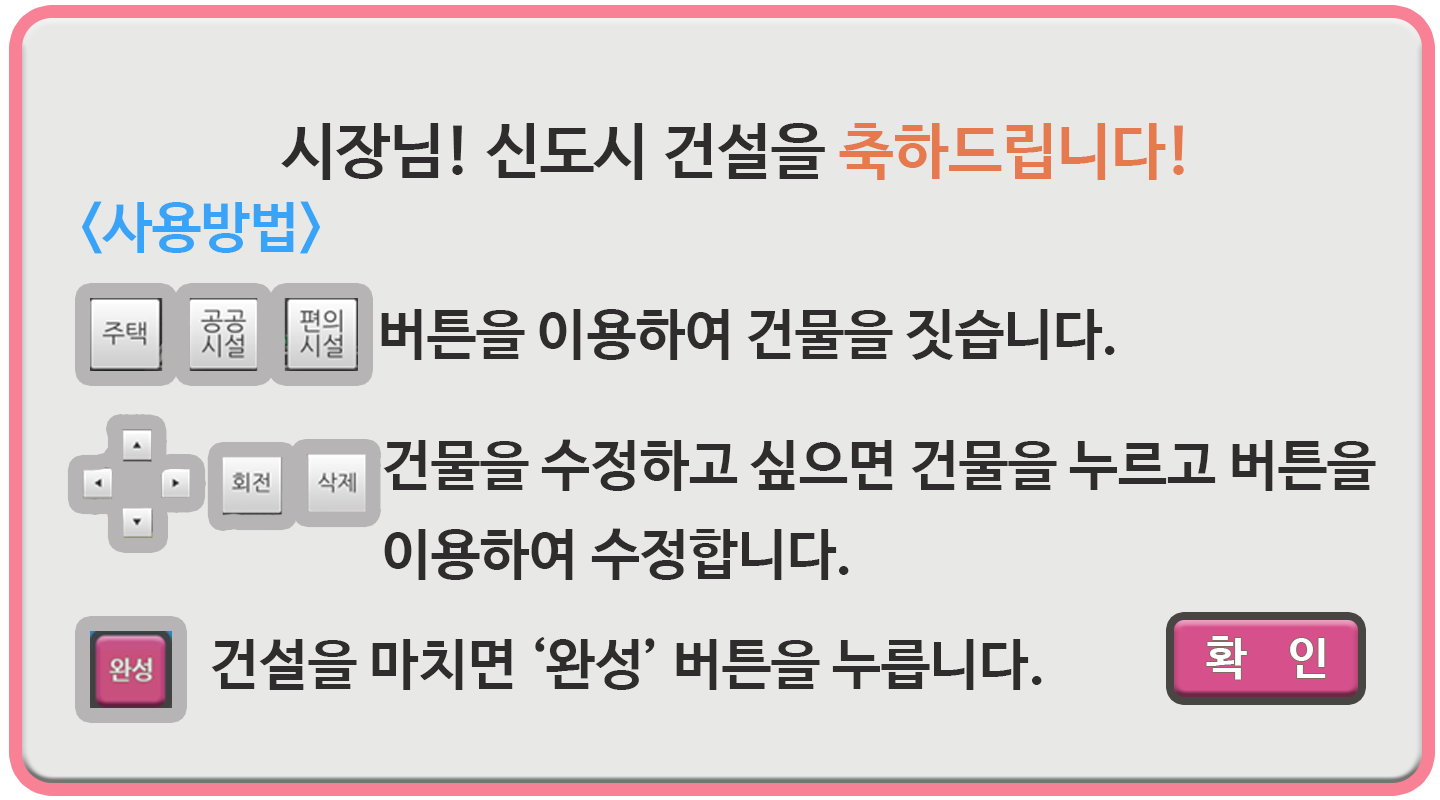 시장님! 신도시 건설을 축하드립니다!
<사용방법>
주택 공공시설 편의시설 버튼을 이용하여 건물을 짓습니다.
회전 삭제 건물을 수정하고 싶으면 건물을 누르고 버튼을
이용하여 수정합니다.
완성 건설을 마치면 ‘완성’ 버튼을 누릅니다.
확 인